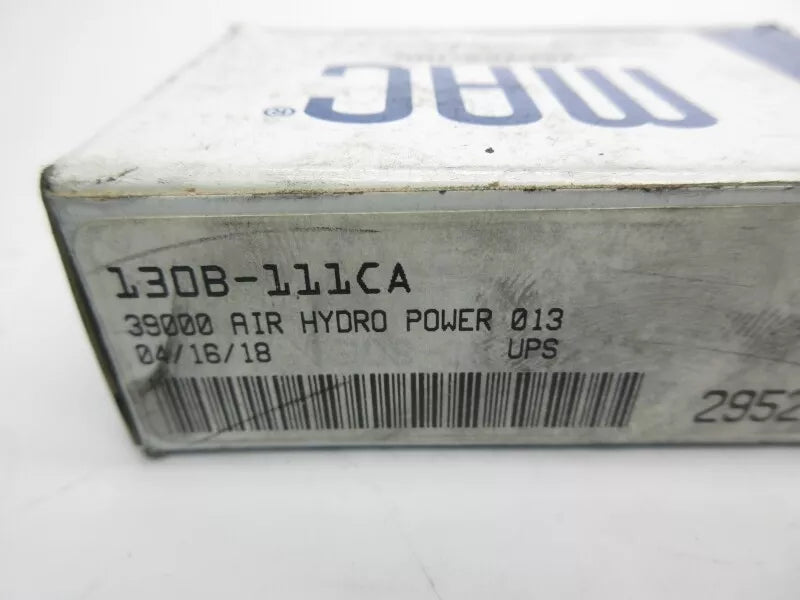 MAC®
130B-111CA
39000 AIR HYDRO POWER 013
04/16/18 UPS
2952